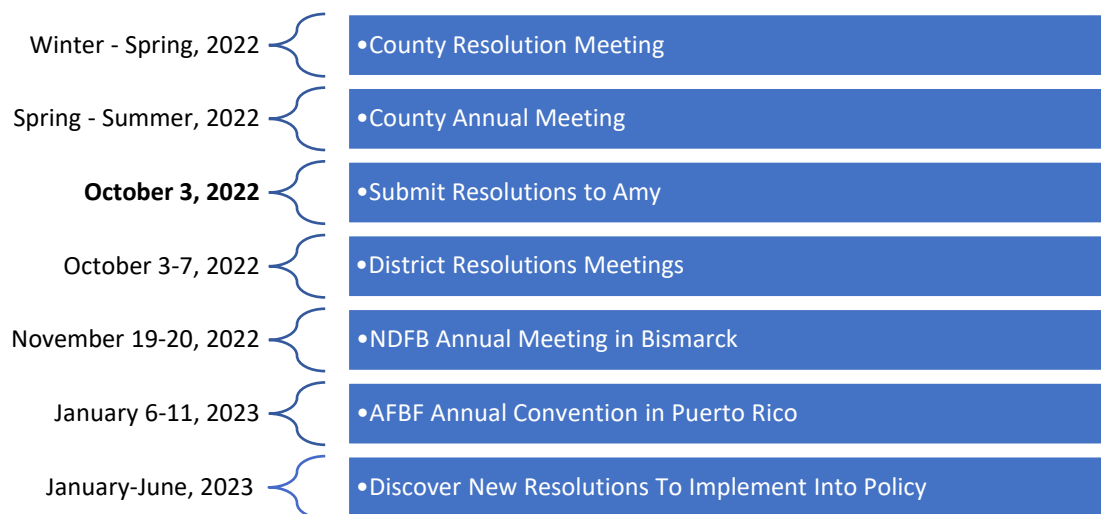 Winter - Spring, 2022
•County Resolution Meeting
Spring - Summer, 2022
•County Annual Meeting
October 3, 2022
•Submit Resolutions to Amy
October 3-7, 2022
•District Resolutions Meetings
November 19-20, 2022
•NDFB Annual Meeting in Bismarck
January 6-11, 2023
•AFBF Annual Convention in Puerto Rico
January-June, 2023
•Discover New Resolutions To Implement Into Policy